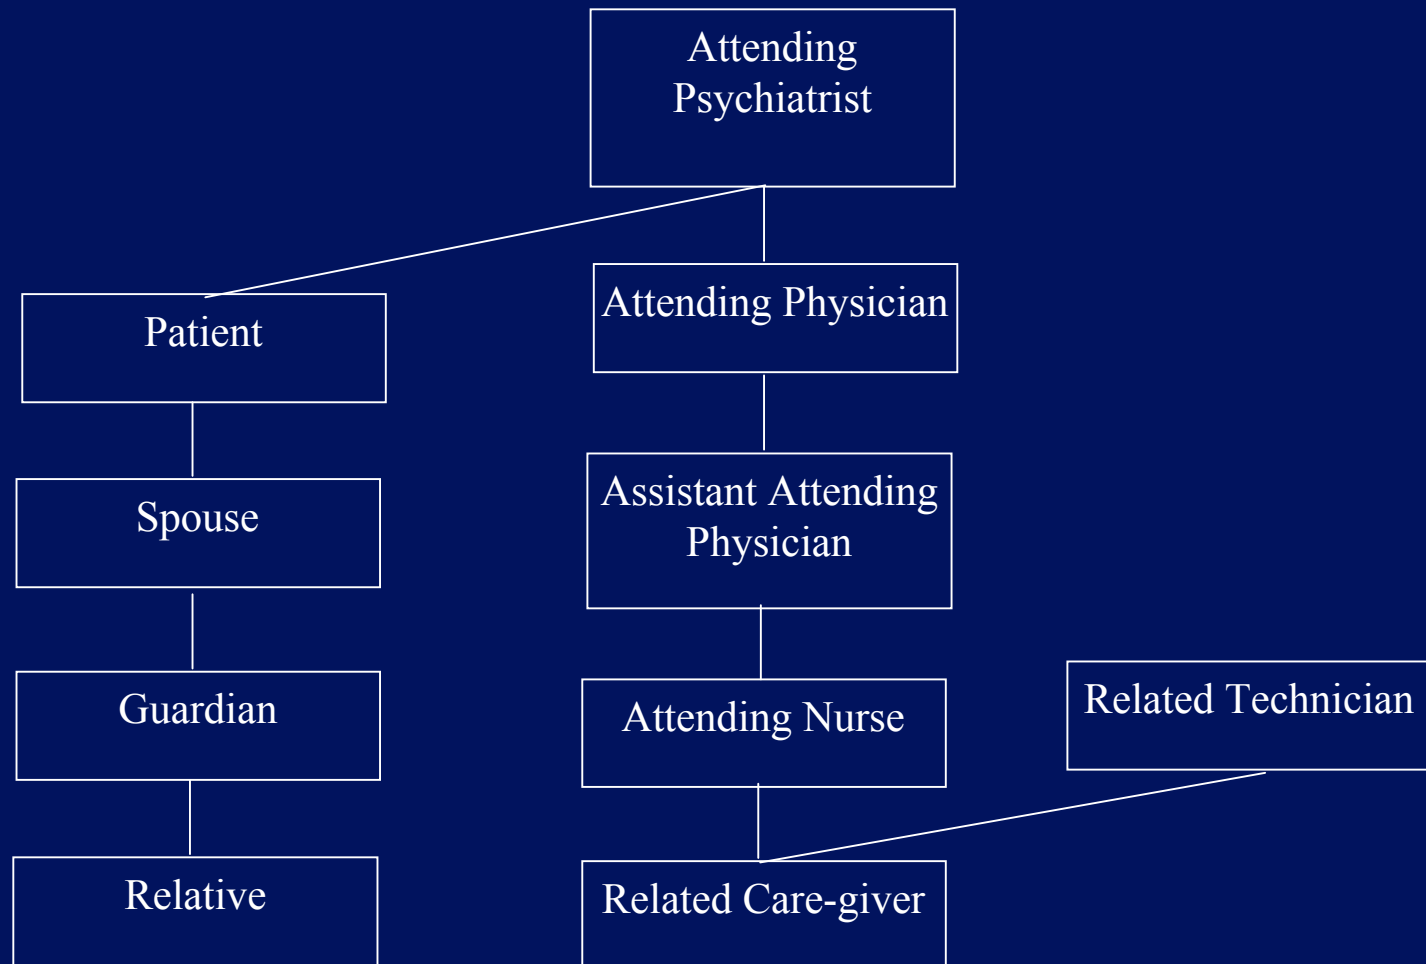 Attending
Psychiatrist
Attending Physician
Patient
Assistant Attending
Physician
Spouse
Related Technician
Guardian
Attending Nurse
Relative
Related Care-giver